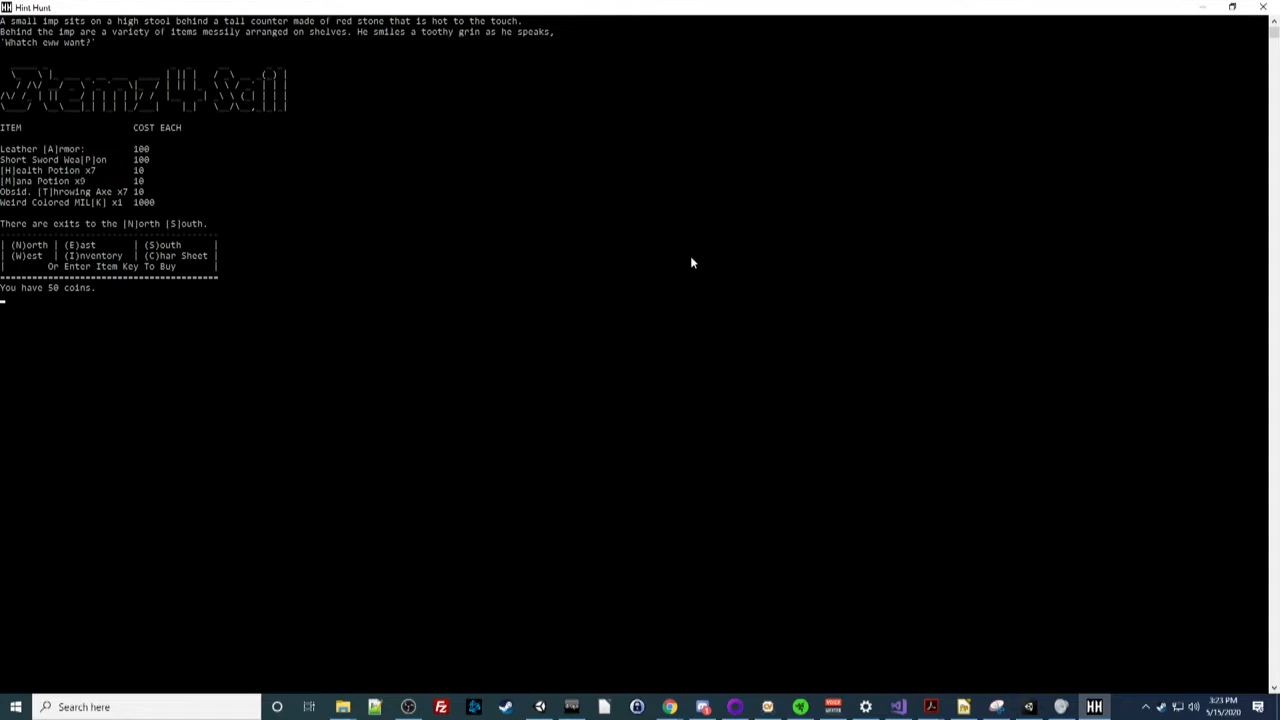 Hint Hunt
A small imp sits on a high stool behind a tall counter made of red stone that is hot to the touch.
Behind the imp are a variety of items messily arranged on shelves. He smiles a toothy grin as he speaks,
'Whatch eww want?'
Itemz 4 Sail
ITEM COST EACH
Leather |A|rmor: 100
Short Sword Wea|P|on 100
|H|ealth Potion x7 10
|M|ana Potion x9 10
Obsid. |T|hrowing Axe x7 10
Weird Colored MIL|K| x1 1000
There are exits to the |N|orth |S|outh.
| (N)orth | (E)ast | (S)outh |
| (W)est | (I)nventory | (C)har Sheet |
| Or Enter Item Key To Buy |
You have 50 coins.
Search here
3:23 PM
5/15/2020